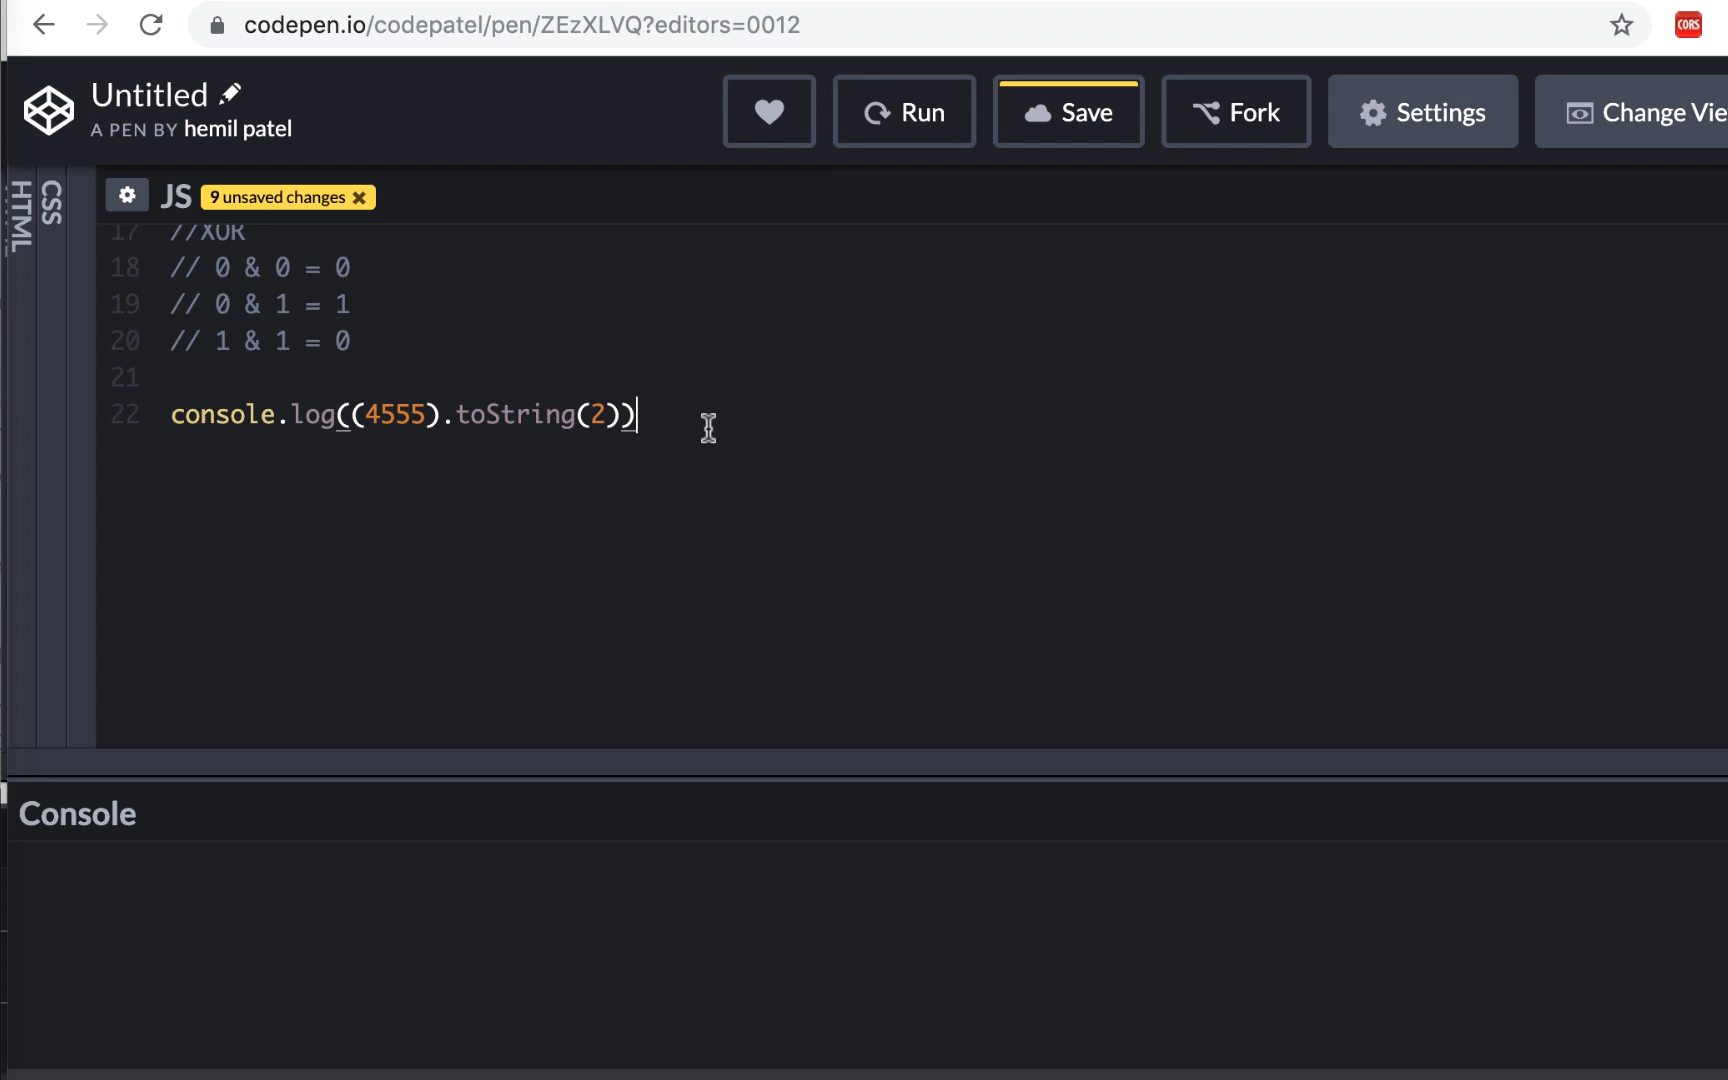 codepen.io/codepatel/pen/ZEzXLVQ?editors=0012
CORS
Untitled
A PEN BY hemil patel
Run
Save
Fork
Settings
Change Vie
HTML
CSS
JS
9 unsaved changes
17 //XOR
18 // 0 & 0 = 0
19 // 0 & 1 = 1
20 // 1 & 1 = 0
21
22 console.log((4555).toString(2))
Console